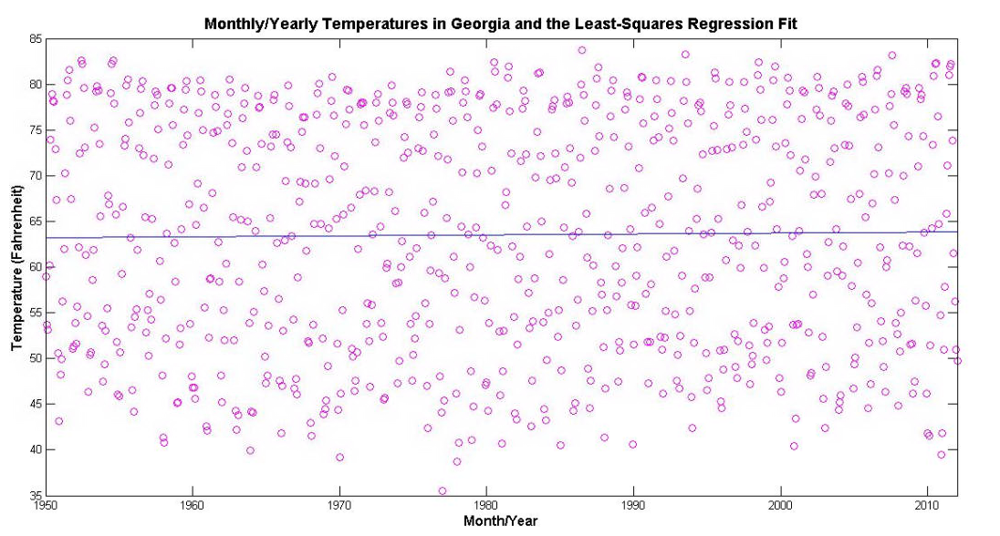 Monthly/Yearly Temperatures in Georgia and the Least-Squares Regression Fit
85
80
75
70
65
60
55
50
45
40
35
Temperature (Fahrenheit)
1950 1960 1970 1980 1990 2000 2010
Month/Year